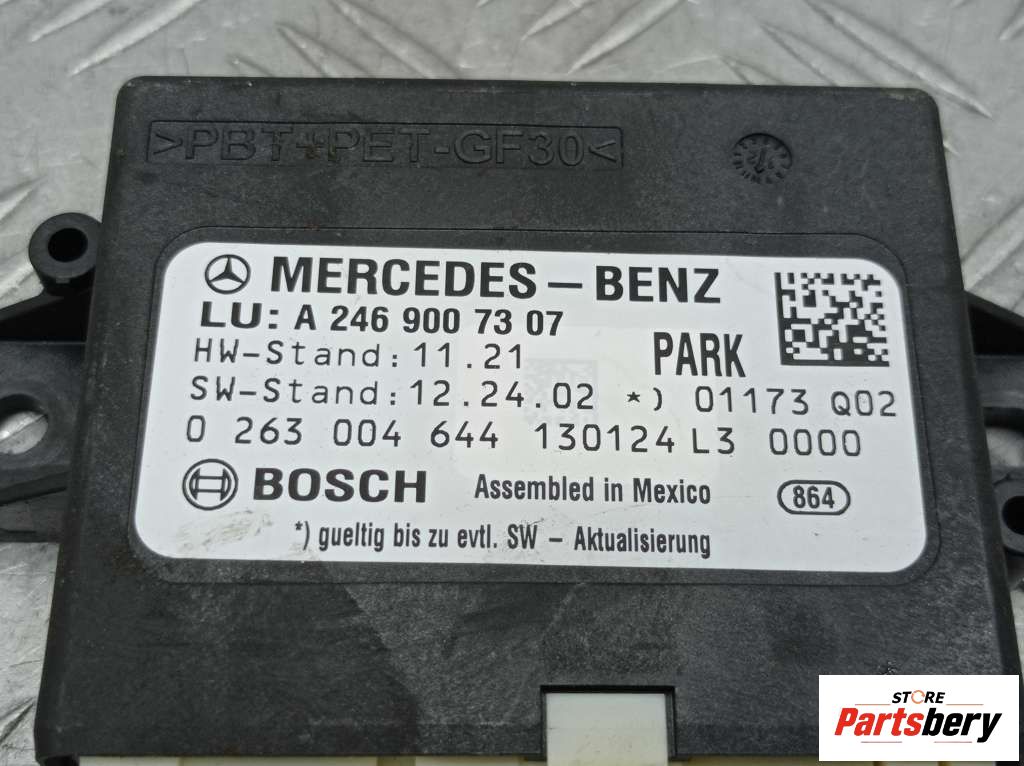 >PBT+PET-GF30<
MERCEDES-BENZ
LU: A 246 900 73 07
HW-Stand: 11.21 PARK
SW-Stand: 12.24.02 *) 01173 Q02
0 263 004 644 130124 L3 0000
BOSCH Assembled in Mexico 864
*) gueltig bis zu evtl. SW - Aktualisierung
STORE
Partsbery